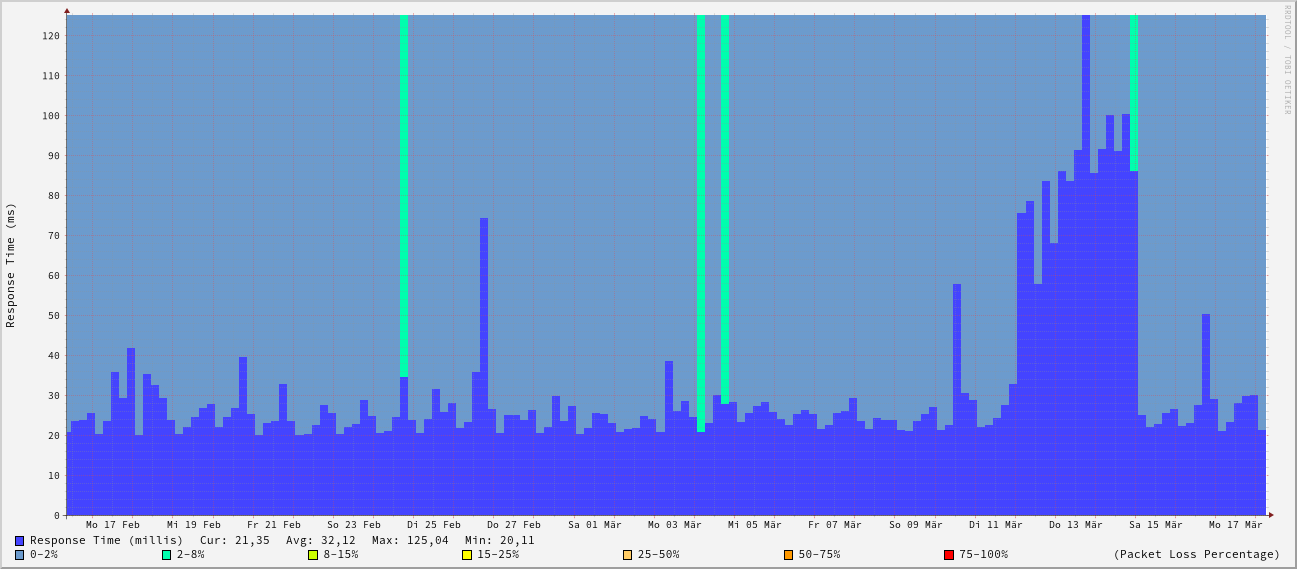 RRDTOOL / TOBI OETIKER
Response Time (ms)
120
110
100
90
80
70
60
50
40
30
20
10
0
Mo 17 Feb Mi 19 Feb Fr 21 Feb So 23 Feb Di 25 Feb Do 27 Feb Sa 01 Mär Mo 03 Mär Mi 05 Mär Fr 07 Mär So 09 Mär Di 11 Mär Do 13 Mär Sa 15 Mär Mo 17 Mär
Response Time (millis) Cur: 21,35 Avg: 32,12 Max: 125,04 Min: 20,11
0-2% 2-8% 8-15% 15-25% 25-50% 50-75% 75-100% (Packet Loss Percentage)